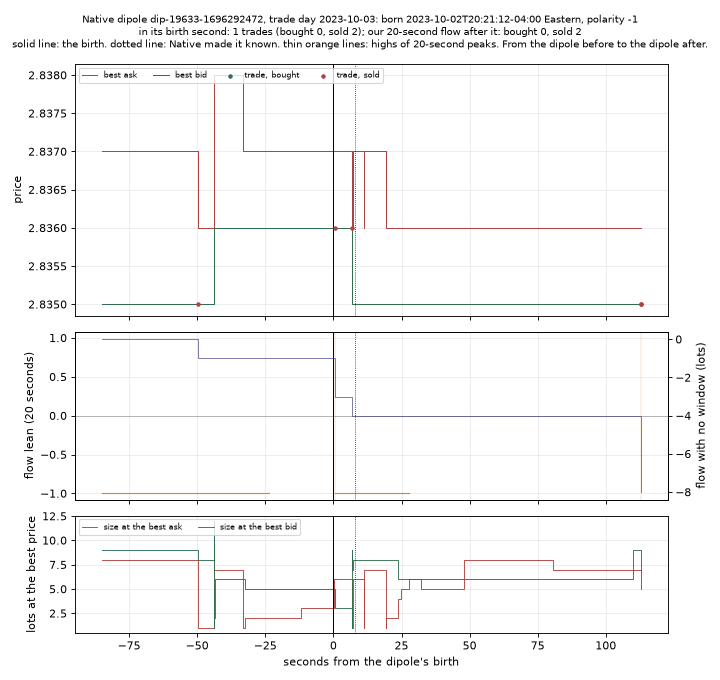 Native dipole dip-19633-1696292472, trade day 2023-10-03: born 2023-10-02T20:21:12-04:00 Eastern, polarity -1
in its birth second: 1 trades (bought 0, sold 2); our 20-second flow after it: bought 0, sold 2
solid line: the birth. dotted line: Native made it known. thin orange lines: highs of 20-second peaks. From the dipole before to the dipole after.
best ask
best bid
trade, bought
trade, sold
2.8380
2.8375
2.8370
2.8365
2.8360
2.8355
2.8350
price
1.0
0.5
0.0
−0.5
−1.0
flow lean (20 seconds)
0
−2
−4
−6
−8
flow with no window (lots)
size at the best ask
size at the best bid
12.5
10.0
7.5
5.0
2.5
lots at the best price
−75
−50
−25
0
25
50
75
100
seconds from the dipole's birth